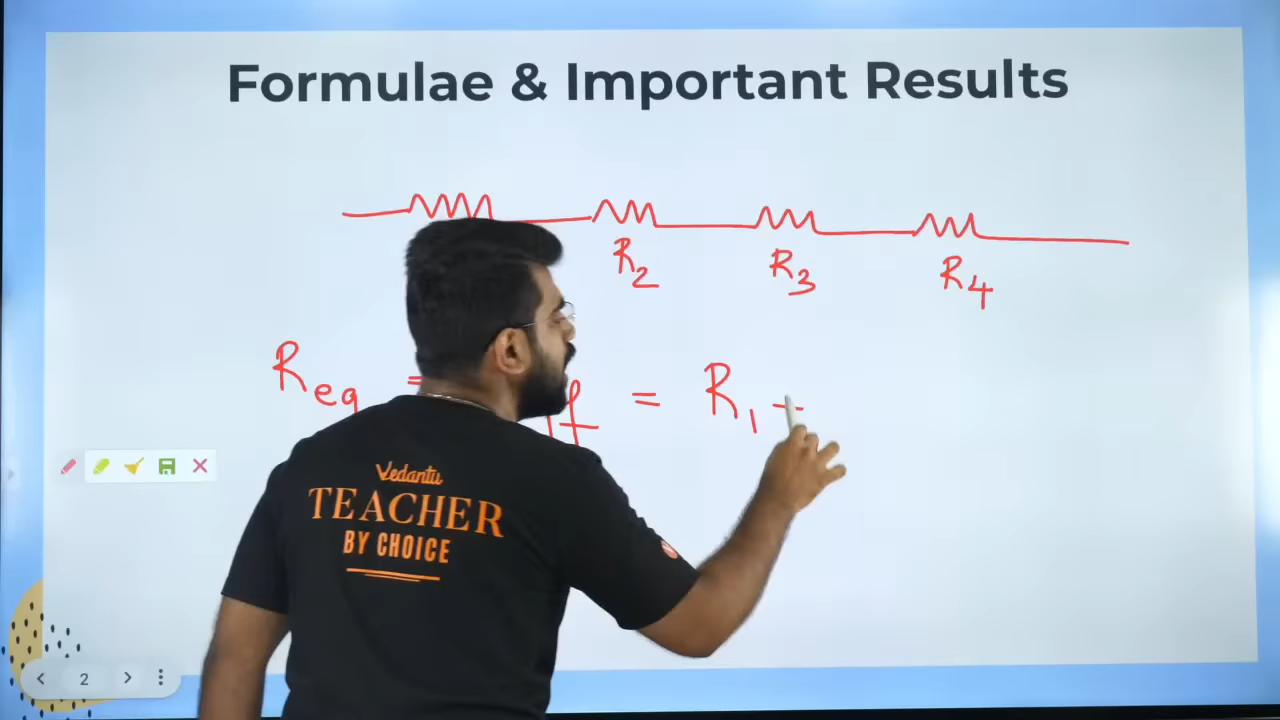 Formulae & Important Results
R2 R3 R4
Req = = R1 +
Vedantu
TEACHER
BY CHOICE
2